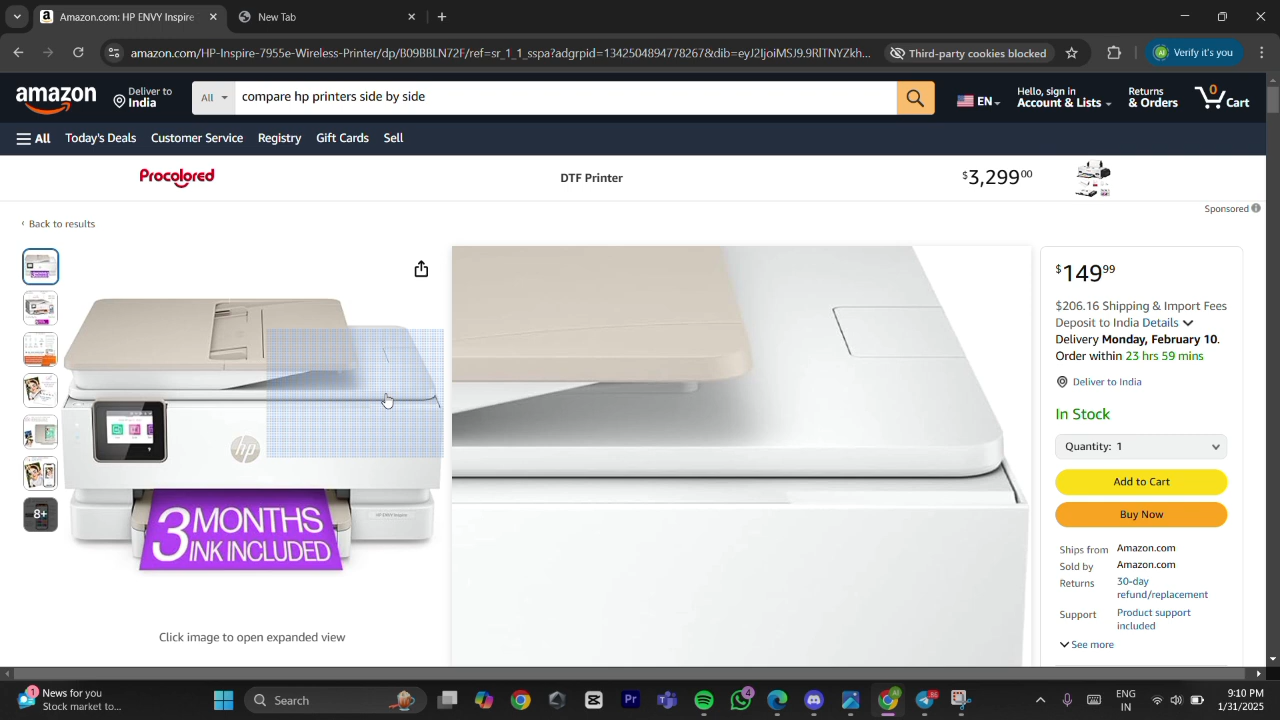 Amazon.com: HP ENVY Inspire
New Tab
amazon.com/HP-Inspire-7955e-Wireless-Printer/dp/B09BBLN72F/ref=sr_1_1_sspa?adgrpid=1342504894778267&dib=eyJ2IjoiMSJ9.9RITNYZkh...
Third-party cookies blocked
Verify it's you
amazon
Deliver to
India
All
compare hp printers side by side
EN
Hello, sign in
Account & Lists
Returns
& Orders
0
Cart
All
Today's Deals
Customer Service
Registry
Gift Cards
Sell
Procolored
DTF Printer
$3,299.00
Sponsored
‹ Back to results
8+
hp
3 MONTHS
INK INCLUDED
Click image to open expanded view
$149.99
$206.16 Shipping & Import Fees
Deposit to India Details
Delivery Monday, February 10.
Order within 23 hrs 59 mins
Deliver to India
In Stock
Quantity: 1
Add to Cart
Buy Now
Ships from Amazon.com
Sold by Amazon.com
Returns 30-day
refund/replacement
Support Product support
included
See more
1
News for you
Stock market to...
Search
4
86
ENG
IN
9:10 PM
1/31/2025